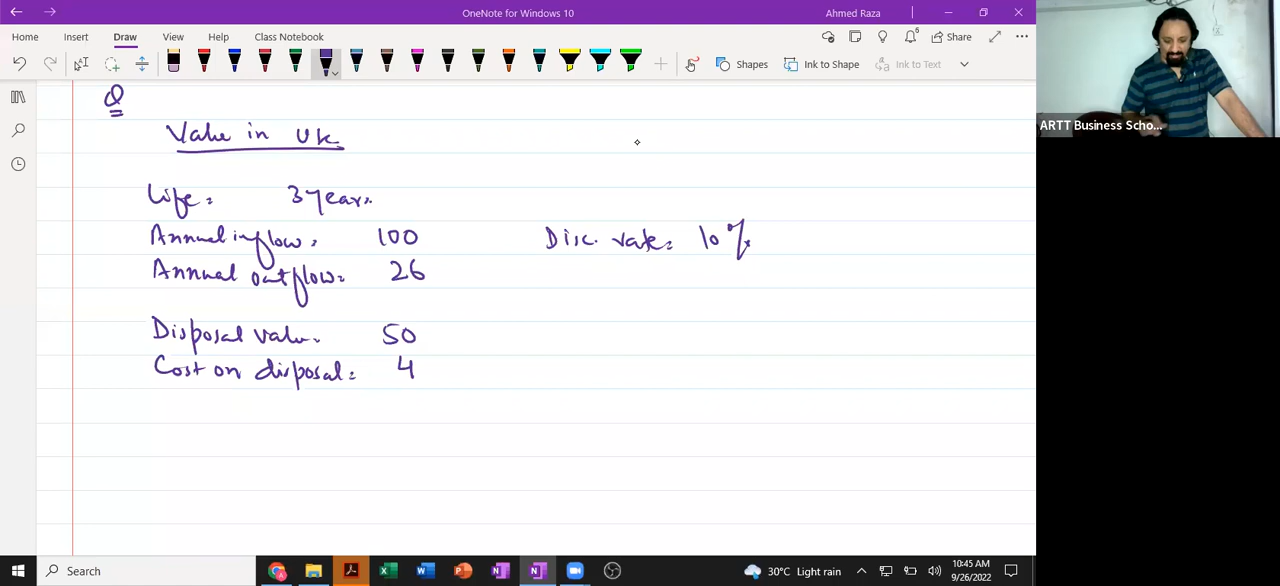 OneNote for Windows 10
Ahmed Raza
Home Insert Draw View Help Class Notebook
6 Share
Shapes Ink to Shape Ink to Text
ARTT Business Scho...
Q
Value in UK
Life = 3 years.
Annual inflow = 100 Disc. rate = 10%
Annual outflow = 26
Disposal value = 50
Cost on disposal = 4
Search 30°C Light rain 10:45 AM
9/26/2022